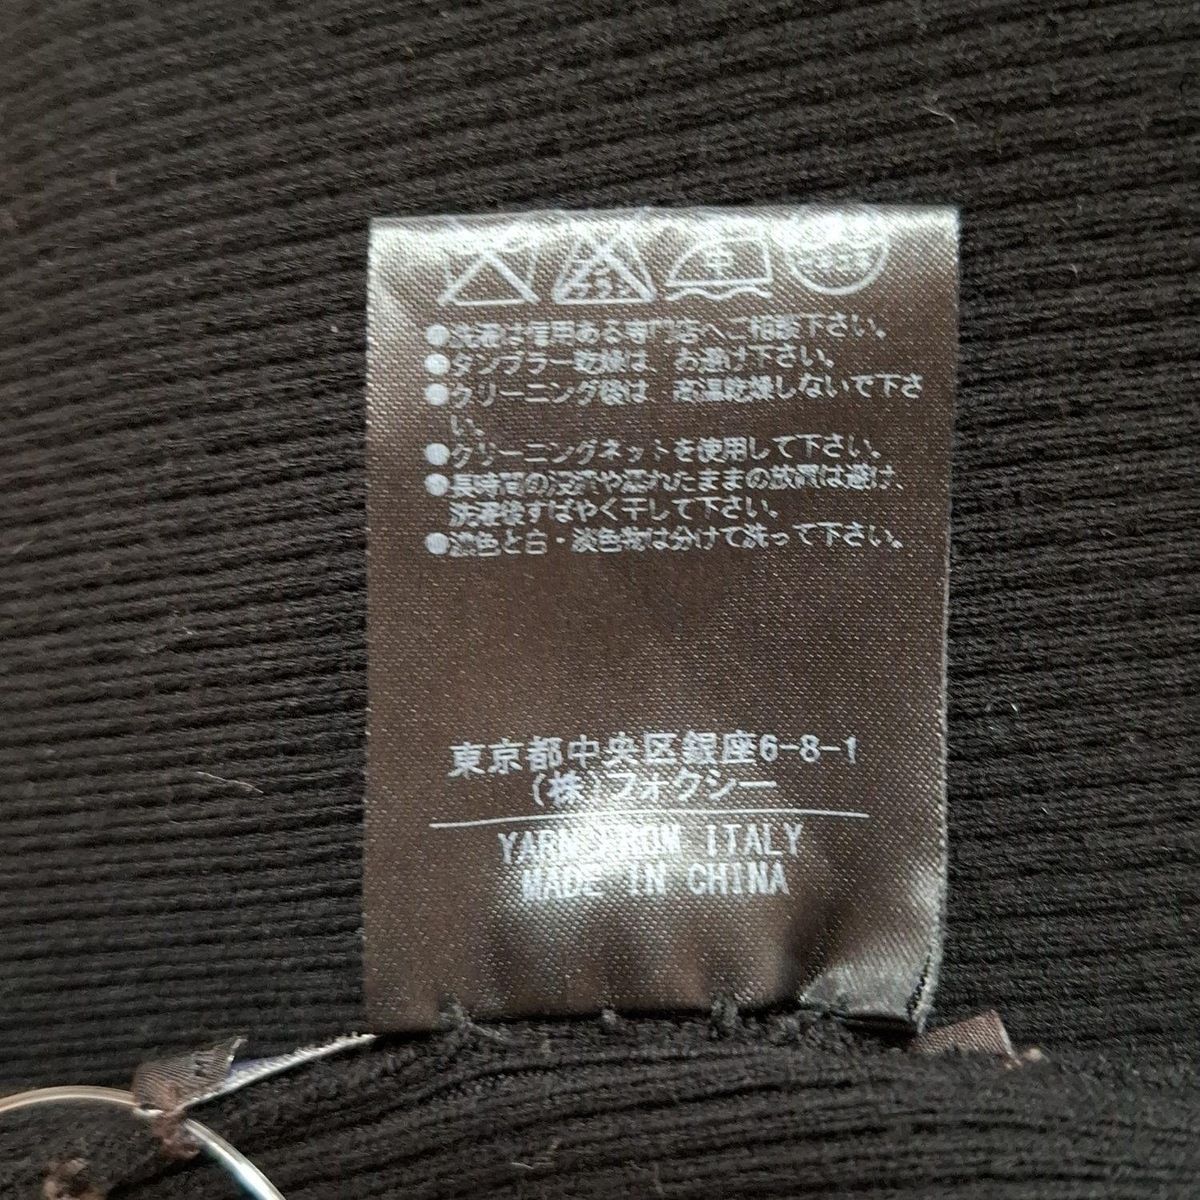 ●洗濯は信用ある専門店へご相談下さい。
●タンブラー乾燥は、お避け下さい。
●クリーニング後は 高温乾燥しないで下さ
い。
●クリーニングネットを使用して下さい。
●長時間の浸漬や濡れたままの放置は避け、
洗濯後すばやく干して下さい。
●濃色と白・淡色物は分けて洗って下さい。
東京都中央区銀座6-8-1
(株)フォクシー
YARN FROM ITALY
MADE IN CHINA